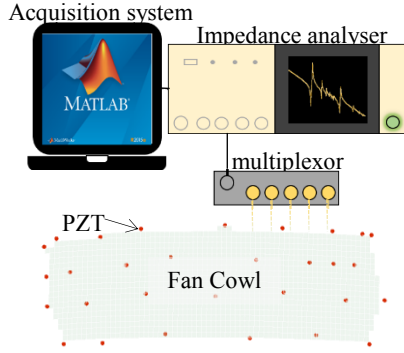 Acquisition system
Impedance analyser
MATLAB
multiplexor
PZT
Fan Cowl